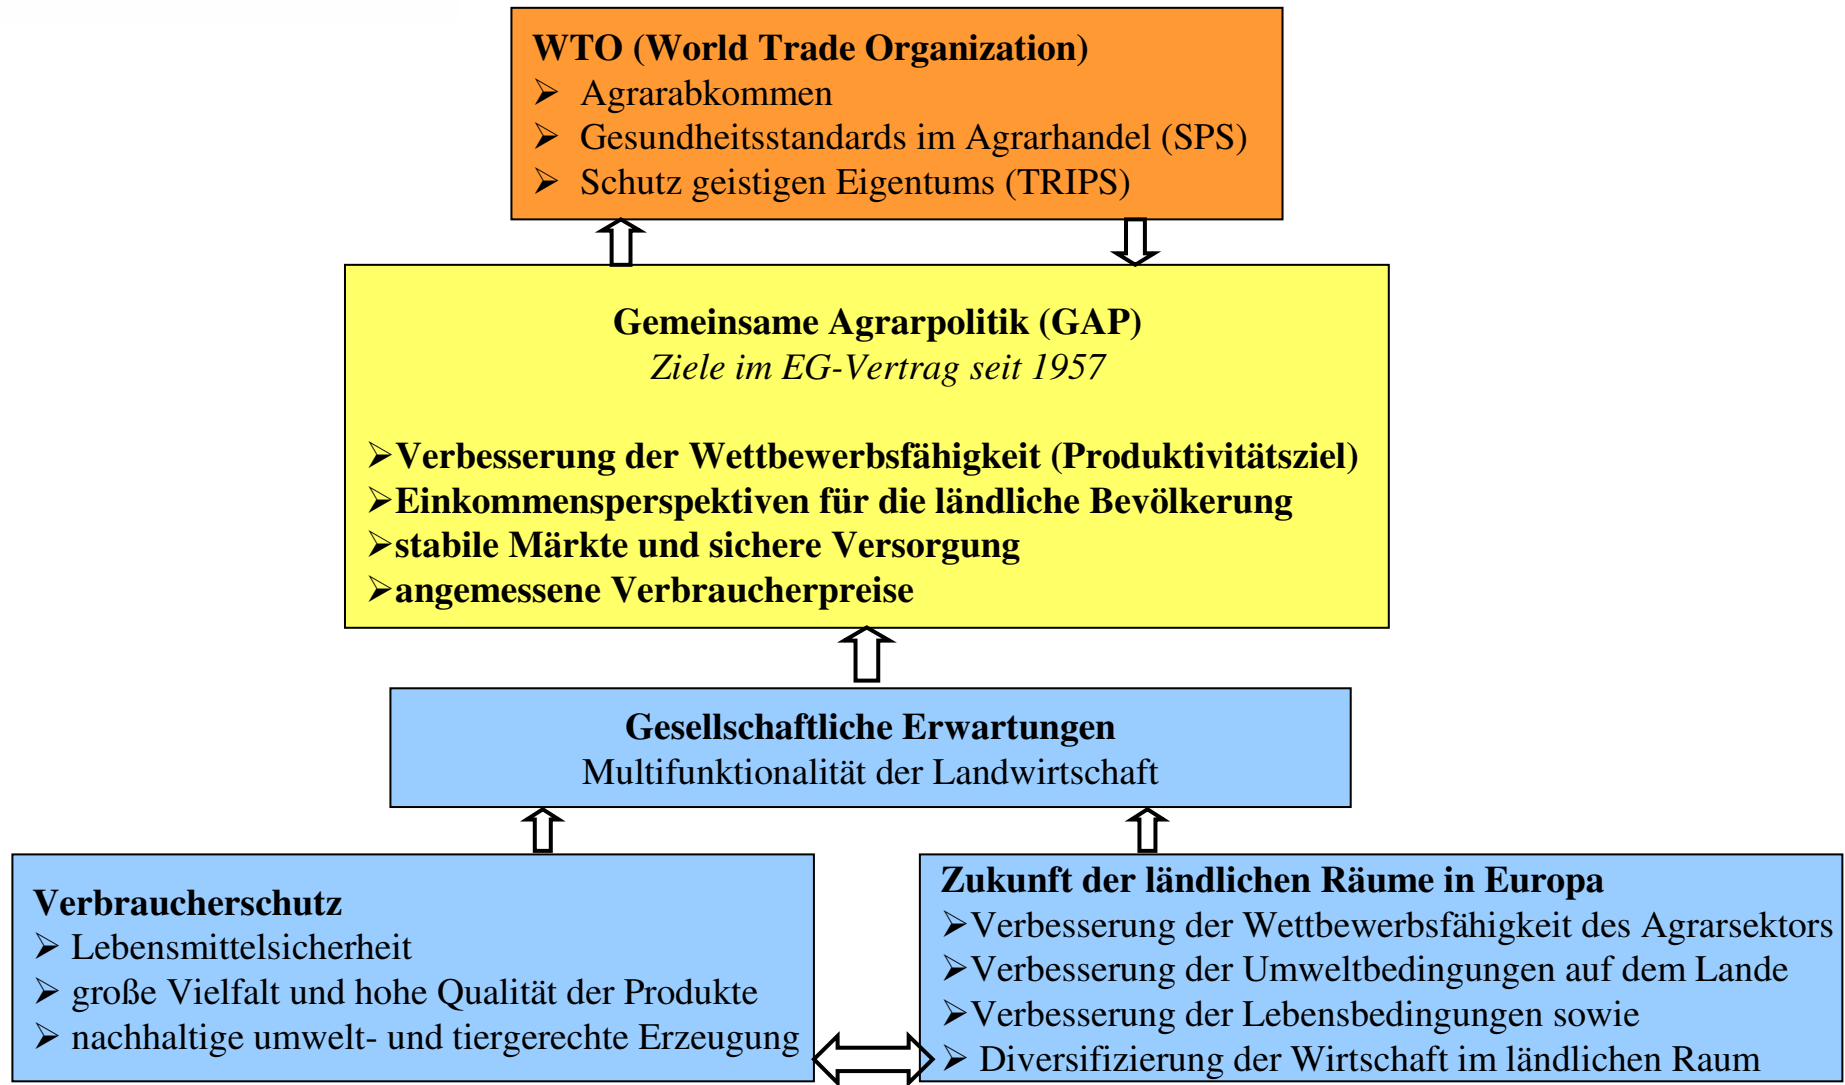 WTO (World Trade Organization)
➢ Agrarabkommen
➢ Gesundheitsstandards im Agrarhandel (SPS)
➢ Schutz geistigen Eigentums (TRIPS)
Gemeinsame Agrarpolitik (GAP)
Ziele im EG-Vertrag seit 1957
➢Verbesserung der Wettbewerbsfähigkeit (Produktivitätsziel)
➢Einkommensperspektiven für die ländliche Bevölkerung
➢stabile Märkte und sichere Versorgung
➢angemessene Verbraucherpreise
Gesellschaftliche Erwartungen
Multifunktionalität der Landwirtschaft
Verbraucherschutz
➢ Lebensmittelsicherheit
➢ große Vielfalt und hohe Qualität der Produkte
➢ nachhaltige umwelt- und tiergerechte Erzeugung
Zukunft der ländlichen Räume in Europa
➢Verbesserung der Wettbewerbsfähigkeit des Agrarsektors
➢Verbesserung der Umweltbedingungen auf dem Lande
➢Verbesserung der Lebensbedingungen sowie
➢ Diversifizierung der Wirtschaft im ländlichen Raum